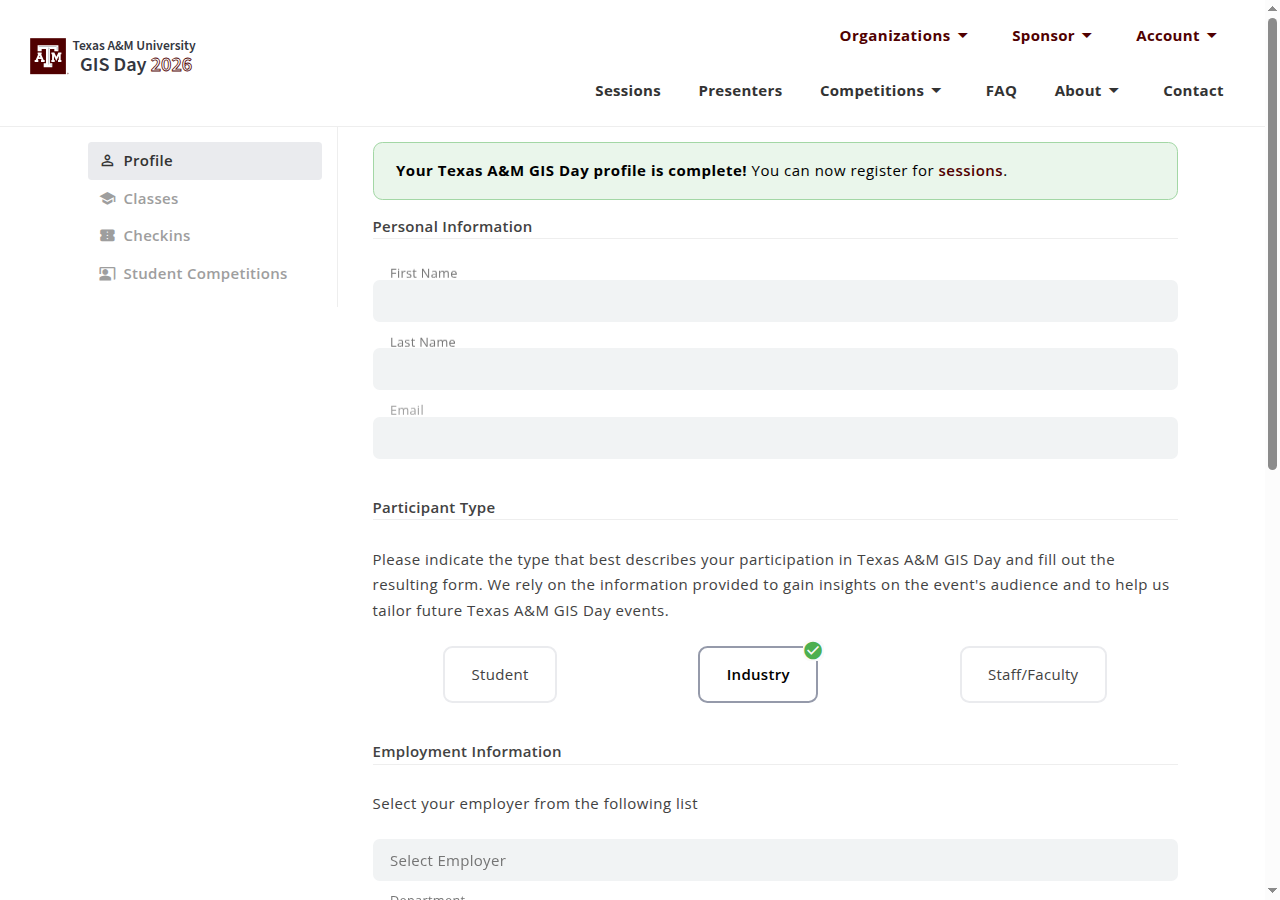 Texas A&M University
GIS Day 2026
Organizations
Sponsor
Account
Sessions
Presenters
Competitions
FAQ
About
Contact
Profile
Classes
Checkins
Student Competitions
Your Texas A&M GIS Day profile is complete! You can now register for sessions.
Personal Information
First Name
Last Name
Email
Participant Type
Please indicate the type that best describes your participation in Texas A&M GIS Day and fill out the
resulting form. We rely on the information provided to gain insights on the event's audience and to help us
tailor future Texas A&M GIS Day events.
Student
Industry
Staff/Faculty
Employment Information
Select your employer from the following list
Select Employer
Department